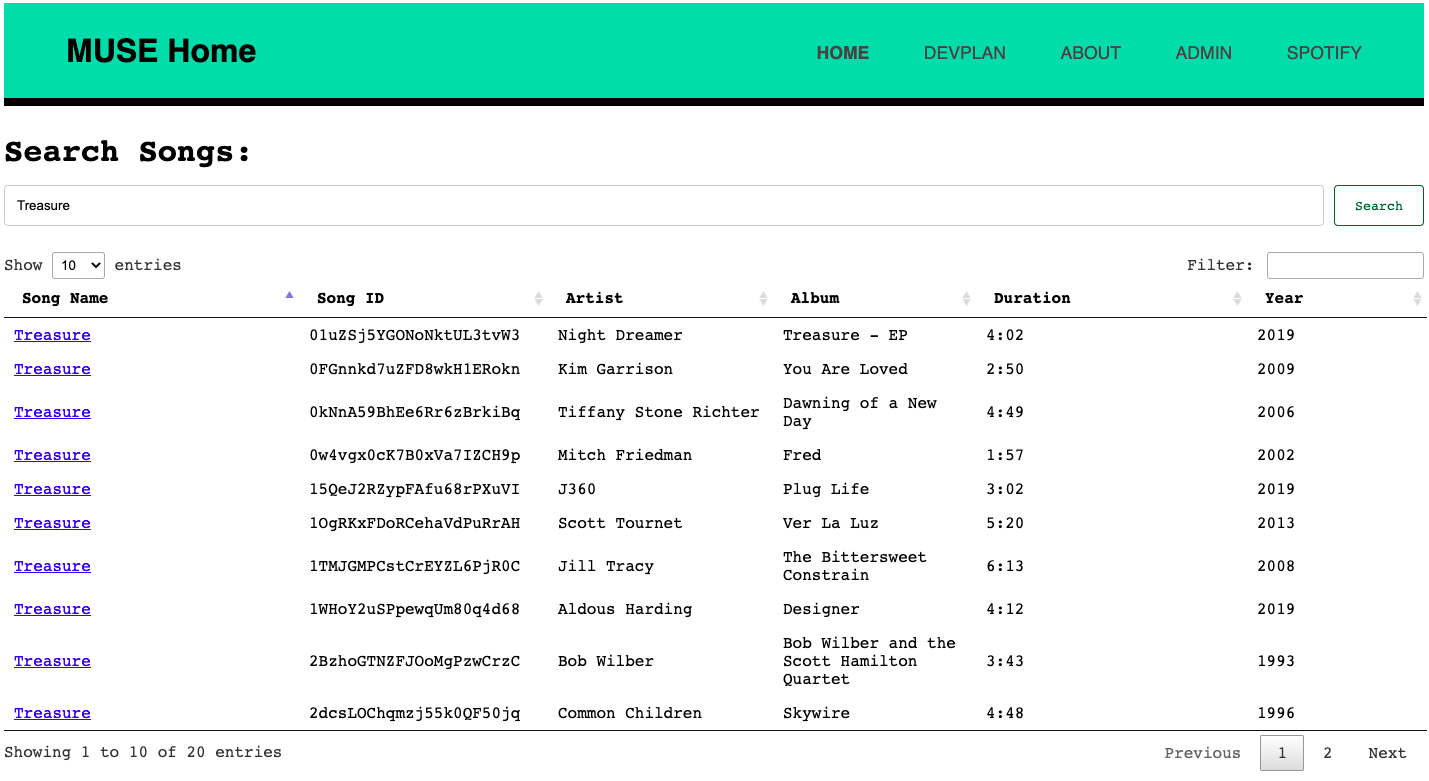 MUSE Home
HOME DEVPLAN ABOUT ADMIN SPOTIFY
Search Songs:
Treasure Search
Show 10 entries Filter:
Song Name Song ID Artist Album Duration Year
Treasure 01uZSj5YGONoNktUL3tvW3 Night Dreamer Treasure - EP 4:02 2019
Treasure 0FGnnkd7uZFD8wkH1ERokn Kim Garrison You Are Loved 2:50 2009
Treasure 0kNnA59BhEe6Rr6zBrkiBq Tiffany Stone Richter Dawning of a New
Day 4:49 2006
Treasure 0w4vgx0cK7B0xVa7IZCH9p Mitch Friedman Fred 1:57 2002
Treasure 15QeJ2RZypFAfu68rPXuVI J360 Plug Life 3:02 2019
Treasure 1OgRKxFDoRCehaVdPuRrAH Scott Tournet Ver La Luz 5:20 2013
Treasure 1TMJGMPCstCrEYZL6PjR0C Jill Tracy The Bittersweet
Constrain 6:13 2008
Treasure 1WHoY2uSPpewqUm80q4d68 Aldous Harding Designer 4:12 2019
Treasure 2BzhoGTNZFJOoMgPzwCrzC Bob Wilber Bob Wilber and the
Scott Hamilton
Quartet 3:43 1993
Treasure 2dcsLOChqmzj55k0QF50jq Common Children Skywire 4:48 1996
Showing 1 to 10 of 20 entries Previous 1 2 Next